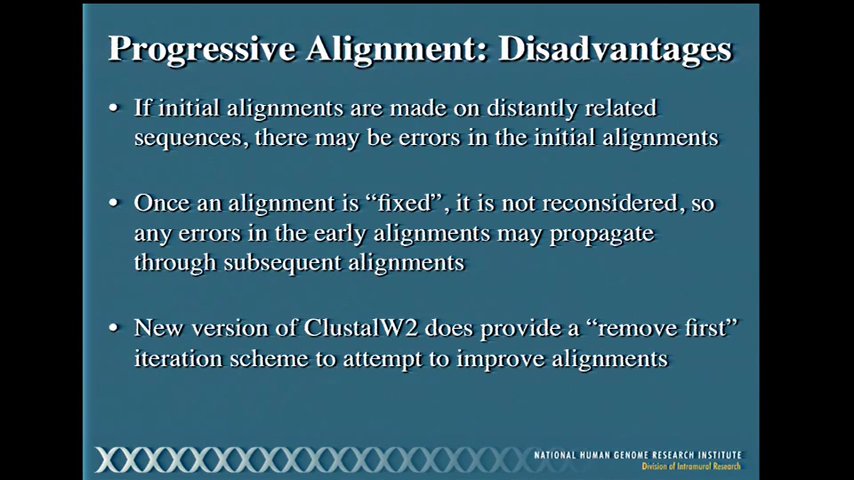 Progressive Alignment: Disadvantages
• If initial alignments are made on distantly related
sequences, there may be errors in the initial alignments
• Once an alignment is “fixed”, it is not reconsidered, so
any errors in the early alignments may propagate
through subsequent alignments
• New version of ClustalW2 does provide a “remove first”
iteration scheme to attempt to improve alignments
NATIONAL HUMAN GENOME RESEARCH INSTITUTE
Division of Intramural Research